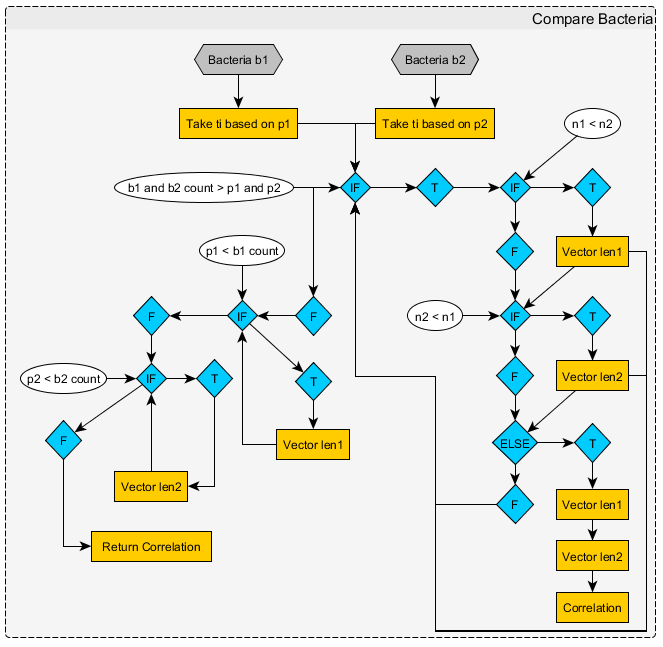 Compare Bacteria
Bacteria b1
Bacteria b2
Take ti based on p1
Take ti based on p2
n1 < n2
b1 and b2 count > p1 and p2
IF
T
IF
T
p1 < b1 count
F
Vector len1
F
IF
F
n2 < n1
IF
T
p2 < b2 count
IF
T
T
F
Vector len2
F
Vector len1
ELSE
T
Vector len2
F
Vector len1
Return Correlation
Vector len2
Correlation